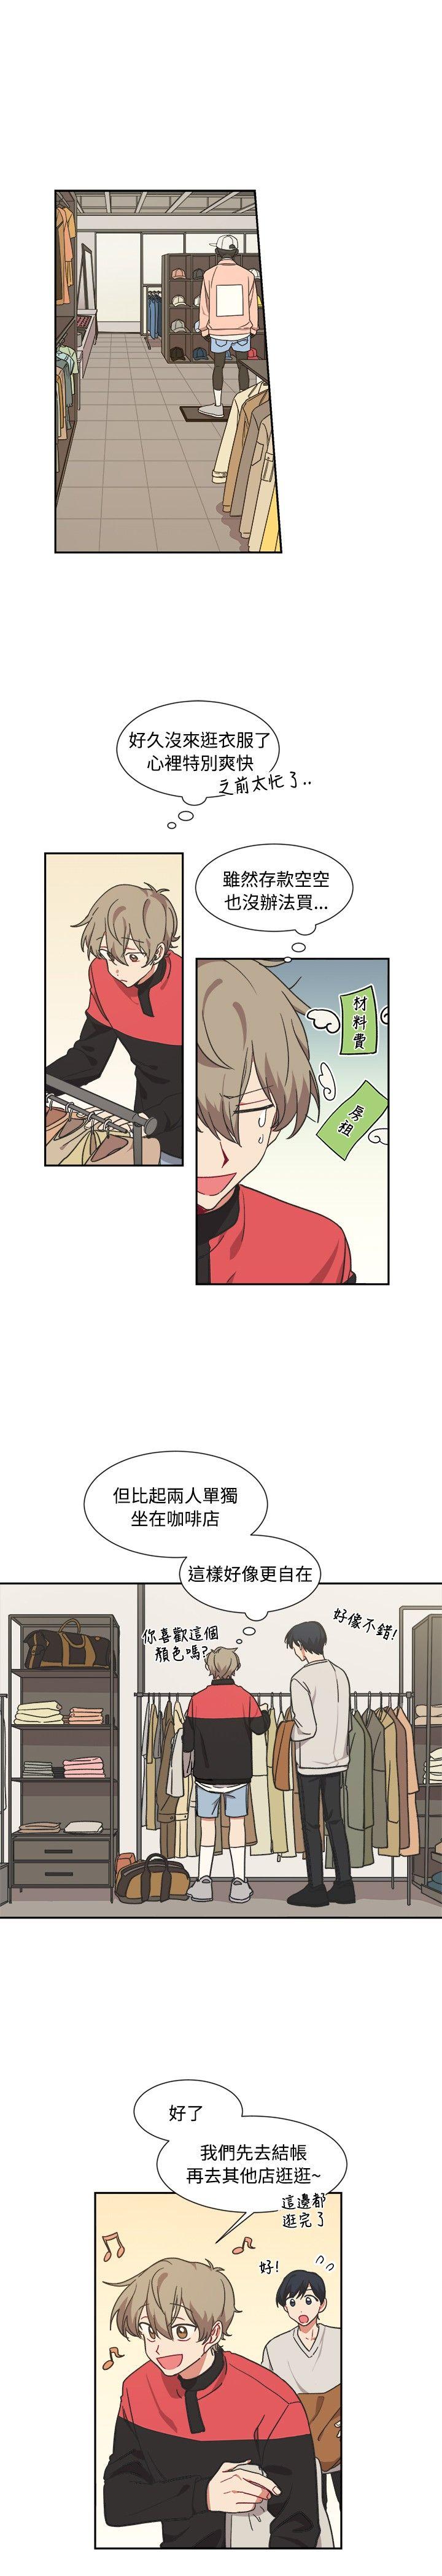 好久沒來逛衣服了
心裡特別爽快
之前太忙了..
雖然存款空空
也沒辦法買...
材料費
房租
但比起兩人單獨
坐在咖啡店
這樣好像更自在
你喜歡這個
顏色嗎?
好像不錯!
好了
我們先去結帳
再去其他店逛逛~
這邊都
逛完了
好!